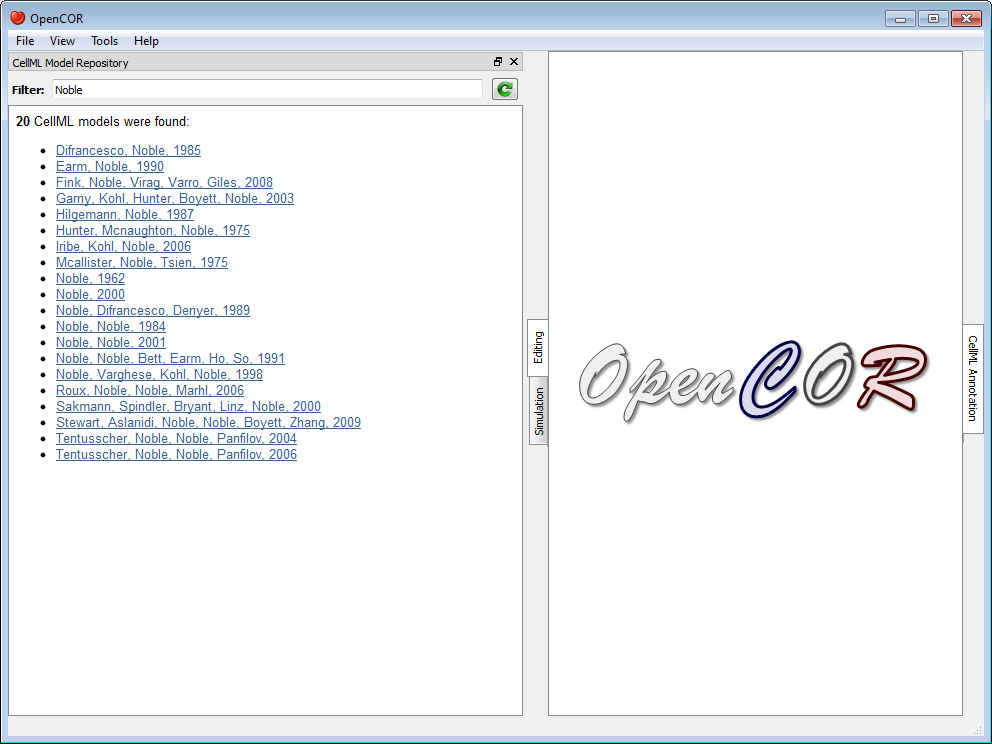 OpenCOR
File View Tools Help
CellML Model Repository
Filter: Noble
20 CellML models were found:
Difrancesco, Noble, 1985
Earm, Noble, 1990
Fink, Noble, Virag, Varro, Giles, 2008
Garny, Kohl, Hunter, Boyett, Noble, 2003
Hilgemann, Noble, 1987
Hunter, Mcnaughton, Noble, 1975
Iribe, Kohl, Noble, 2006
Mcallister, Noble, Tsien, 1975
Noble, 1962
Noble, 2000
Noble, Difrancesco, Denyer, 1989
Noble, Noble, 1984
Noble, Noble, 2001
Noble, Noble, Bett, Earm, Ho, So, 1991
Noble, Varghese, Kohl, Noble, 1998
Roux, Noble, Noble, Marhl, 2006
Sakmann, Spindler, Bryant, Linz, Noble, 2000
Stewart, Aslanidi, Noble, Noble, Boyett, Zhang, 2009
Tentusscher, Noble, Noble, Panfilov, 2004
Tentusscher, Noble, Noble, Panfilov, 2006
Editing
Simulation
OpenCOR
CellML Annotation